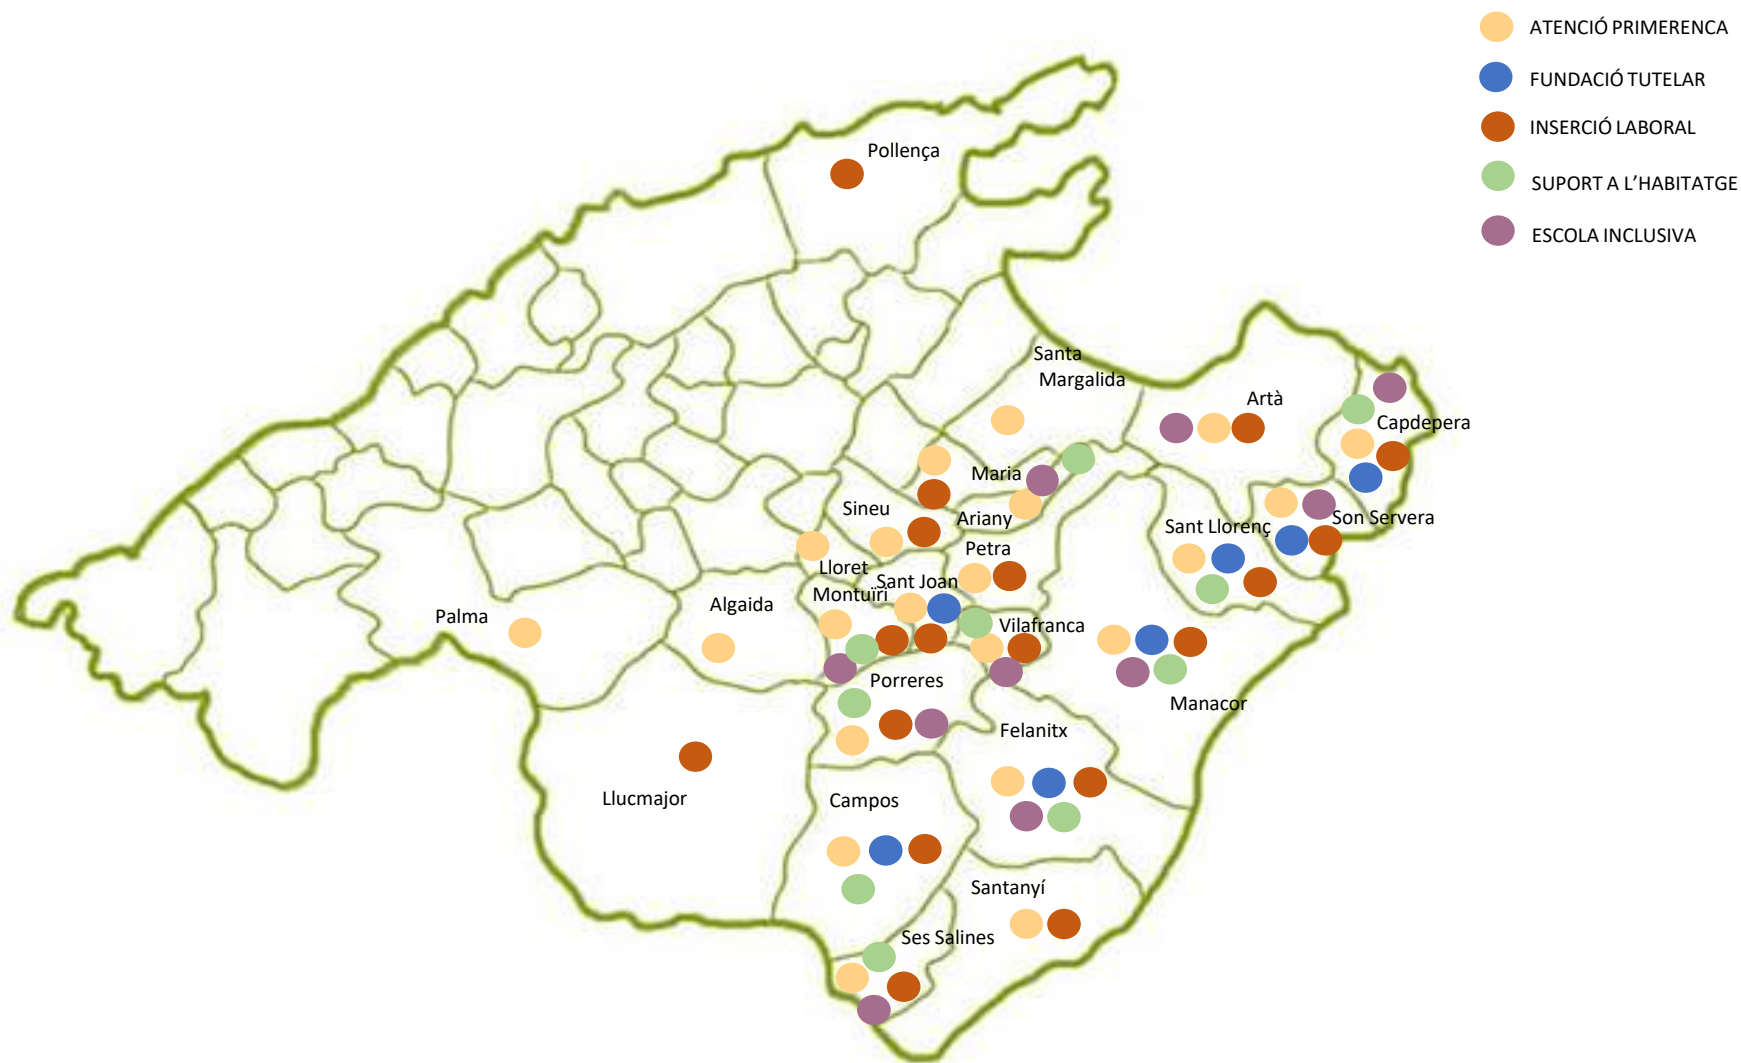 ATENCIÓ PRIMERENCA
FUNDACIÓ TUTELAR
INSERCIÓ LABORAL
SUPORT A L'HABITATGE
ESCOLA INCLUSIVA
Pollença
Santa
Margalida
Artà
Capdepera
Maria
Sineu
Ariany
Son Servera
Sant Llorenç
Petra
Lloret
Sant Joan
Montuïri
Algaida
Palma
Vilafranca
Porreres
Manacor
Felanitx
Llucmajor
Campos
Santanyí
Ses Salines